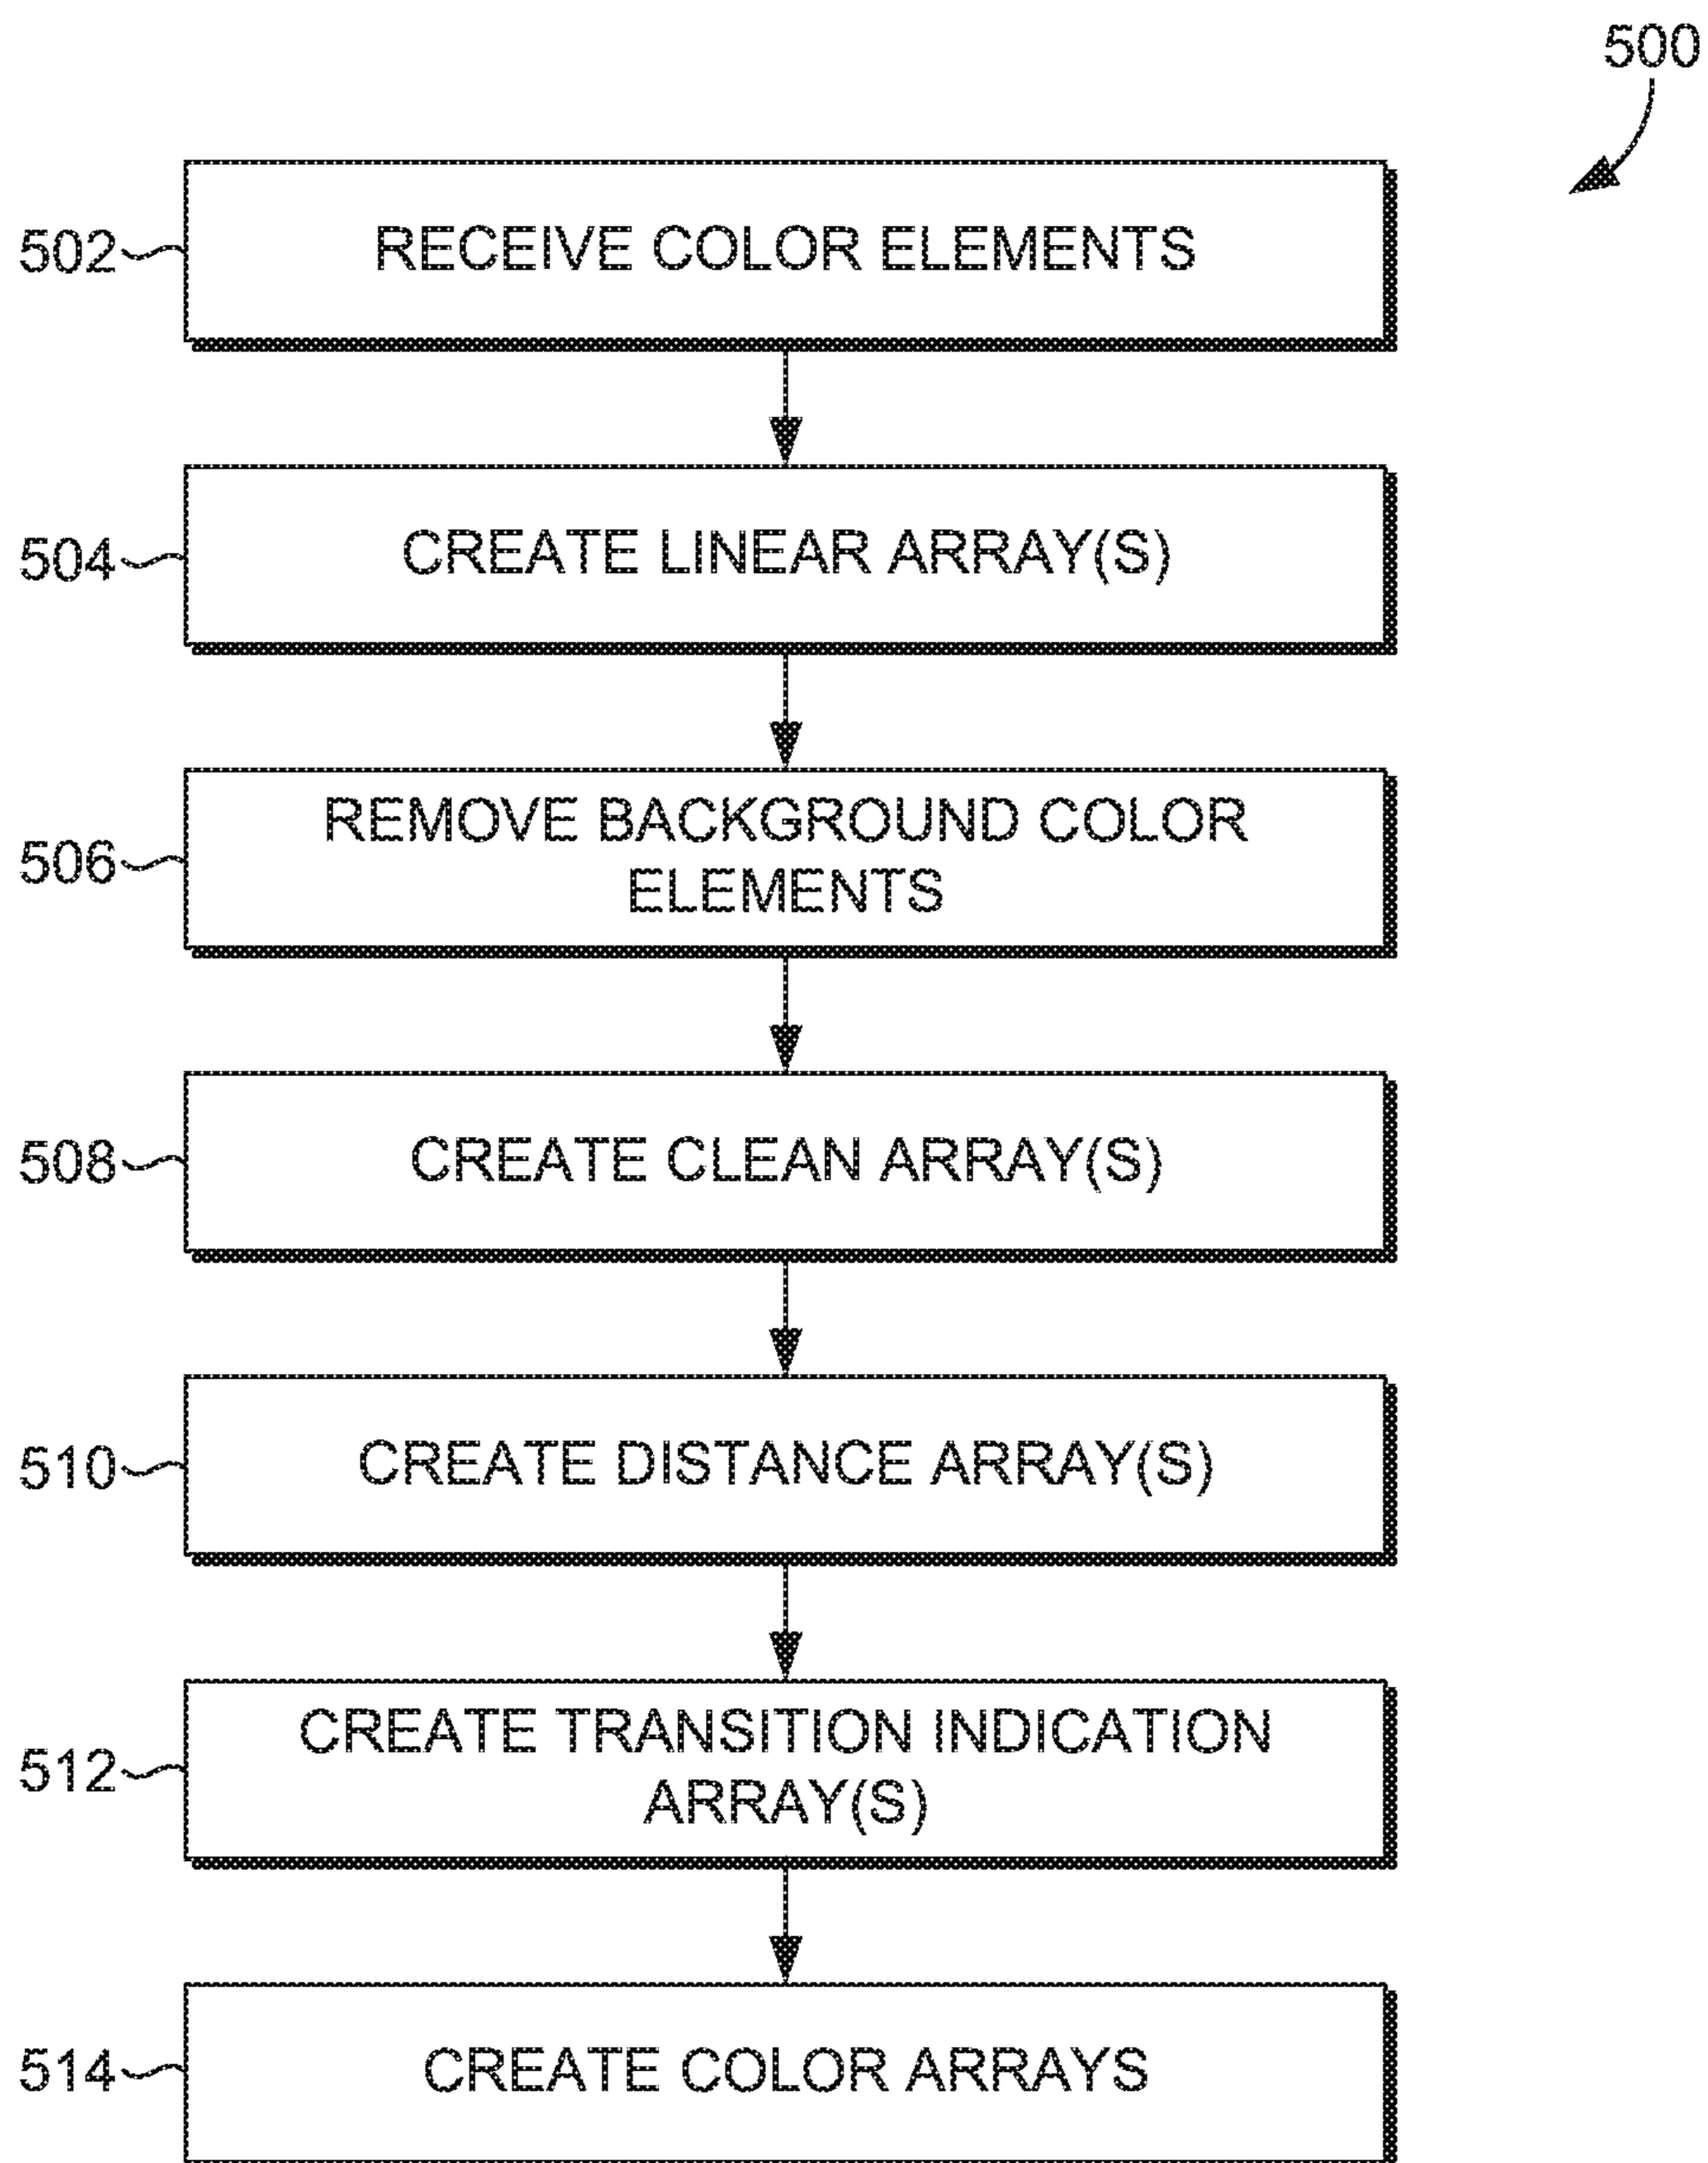 500
502
RECEIVE COLOR ELEMENTS
504
CREATE LINEAR ARRAY(S)
506
REMOVE BACKGROUND COLOR
ELEMENTS
508
CREATE CLEAN ARRAY(S)
510
CREATE DISTANCE ARRAY(S)
512
CREATE TRANSITION INDICATION
ARRAY(S)
514
CREATE COLOR ARRAYS